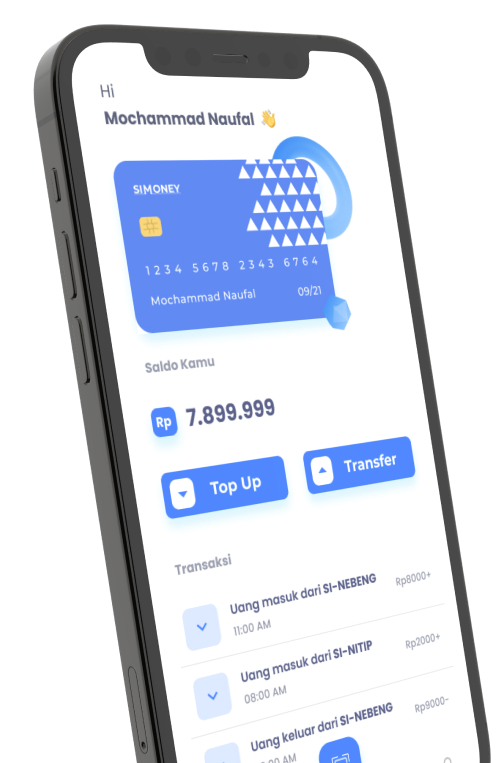 Hi
Mochammad Naufal 👋
SIMONEY
1234 5678 2343 6764
Mochammad Naufal 09/21
Saldo Kamu
Rp 7.899.999
Top Up
Transfer
Transaksi
Uang masuk dari SI-NEBENG Rp8000+
11:00 AM
Uang masuk dari SI-NITIP Rp2000+
08:00 AM
Uang keluar dari SI-NEBENG Rp9000-
:00 AM